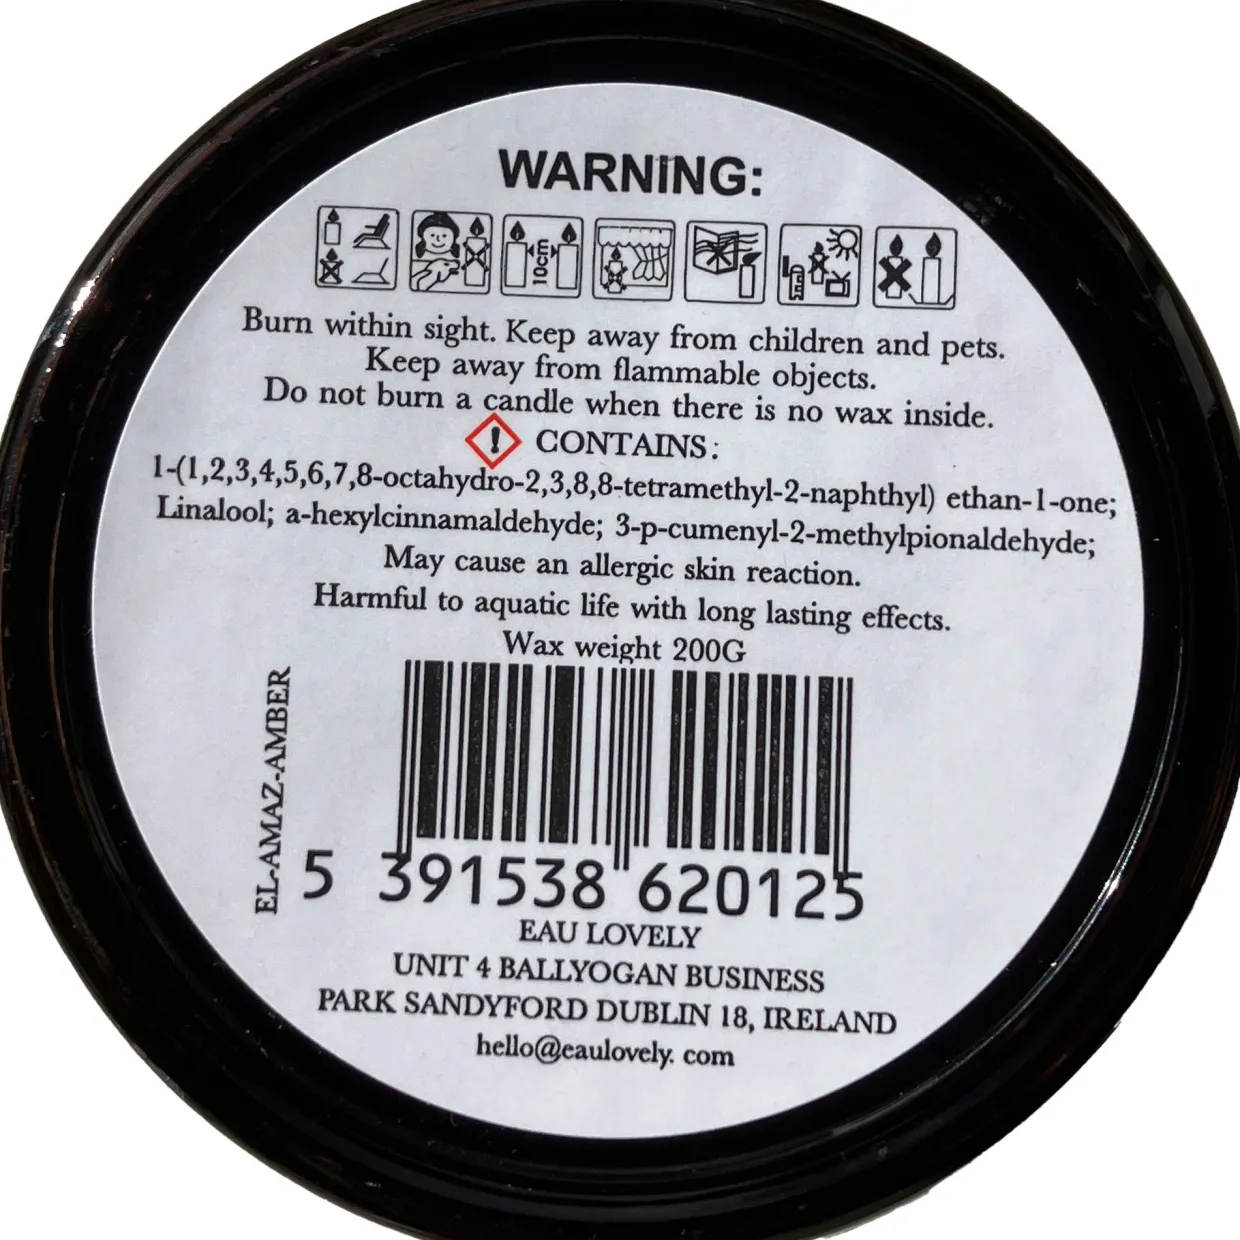 WARNING:
10cm
Burn within sight. Keep away from children and pets.
Keep away from flammable objects.
Do not burn a candle when there is no wax inside.
! CONTAINS:
1-(1,2,3,4,5,6,7,8-octahydro-2,3,8,8-tetramethyl-2-naphthyl) ethan-1-one;
Linalool; a-hexylcinnamaldehyde; 3-p-cumenyl-2-methylpionaldehyde;
May cause an allergic skin reaction.
Harmful to aquatic life with long lasting effects.
Wax weight 200G
EL-AMAZ-AMBER
5 391538 620125
EAU LOVELY
UNIT 4 BALLYOGAN BUSINESS
PARK SANDYFORD DUBLIN 18, IRELAND
hello@eaulovely. com